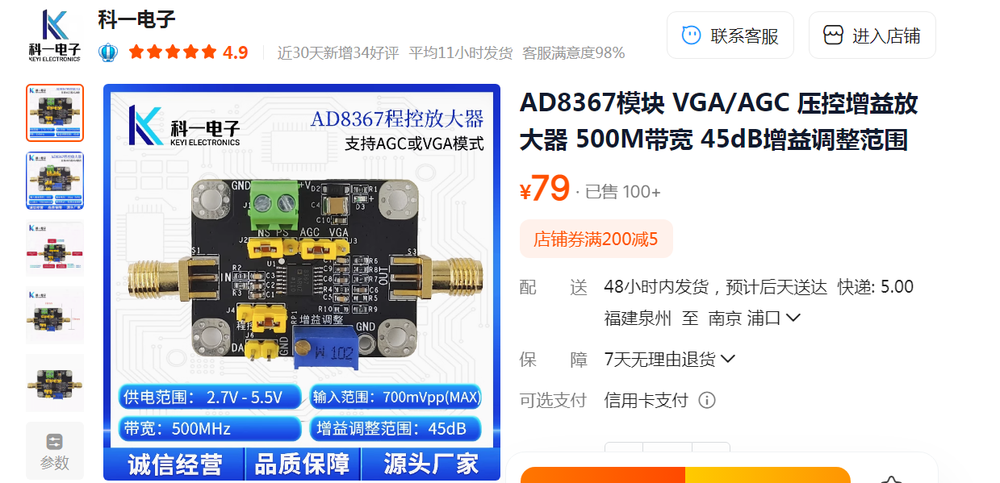 科一电子
KEYI ELECTRONICS
科一电子
4.9
近30天新增34好评 平均11小时发货 客服满意度98%
联系客服
进入店铺
科一电子
KEYI ELECTRONICS
AD8367程控放大器
支持AGC或VGA模式
GND
+V
D2
R1
J1
C4
D3
C10
NS PS
AGC
VGA
J2
J3
S1
U1
R2
IN
C3
C2
R3
C1
C7
C9
C8
R4
C5
R6
R8
R7
C6
R5
R10
R9
OUT
S3
J4
RP1
增益调整
程控
J6
DA
GND
GND
W 102
供电范围： 2.7V - 5.5V
输入范围：700mVpp(MAX)
带宽：500MHz
增益调整范围：45dB
诚信经营
品质保障
源头厂家
参数
AD8367模块 VGA/AGC 压控增益放
大器 500M带宽 45dB增益调整范围
¥79 · 已售 100+
店铺券满200减5
配送 48小时内发货，预计后天送达 快递: 5.00
福建泉州 至 南京 浦口
保障 7天无理由退货
可选支付 信用卡支付